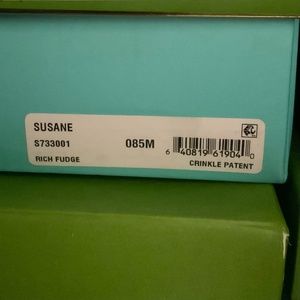 SUSANE
S733001 085M
6 40819 61904 0
RICH FUDGE CRINKLE PATENT